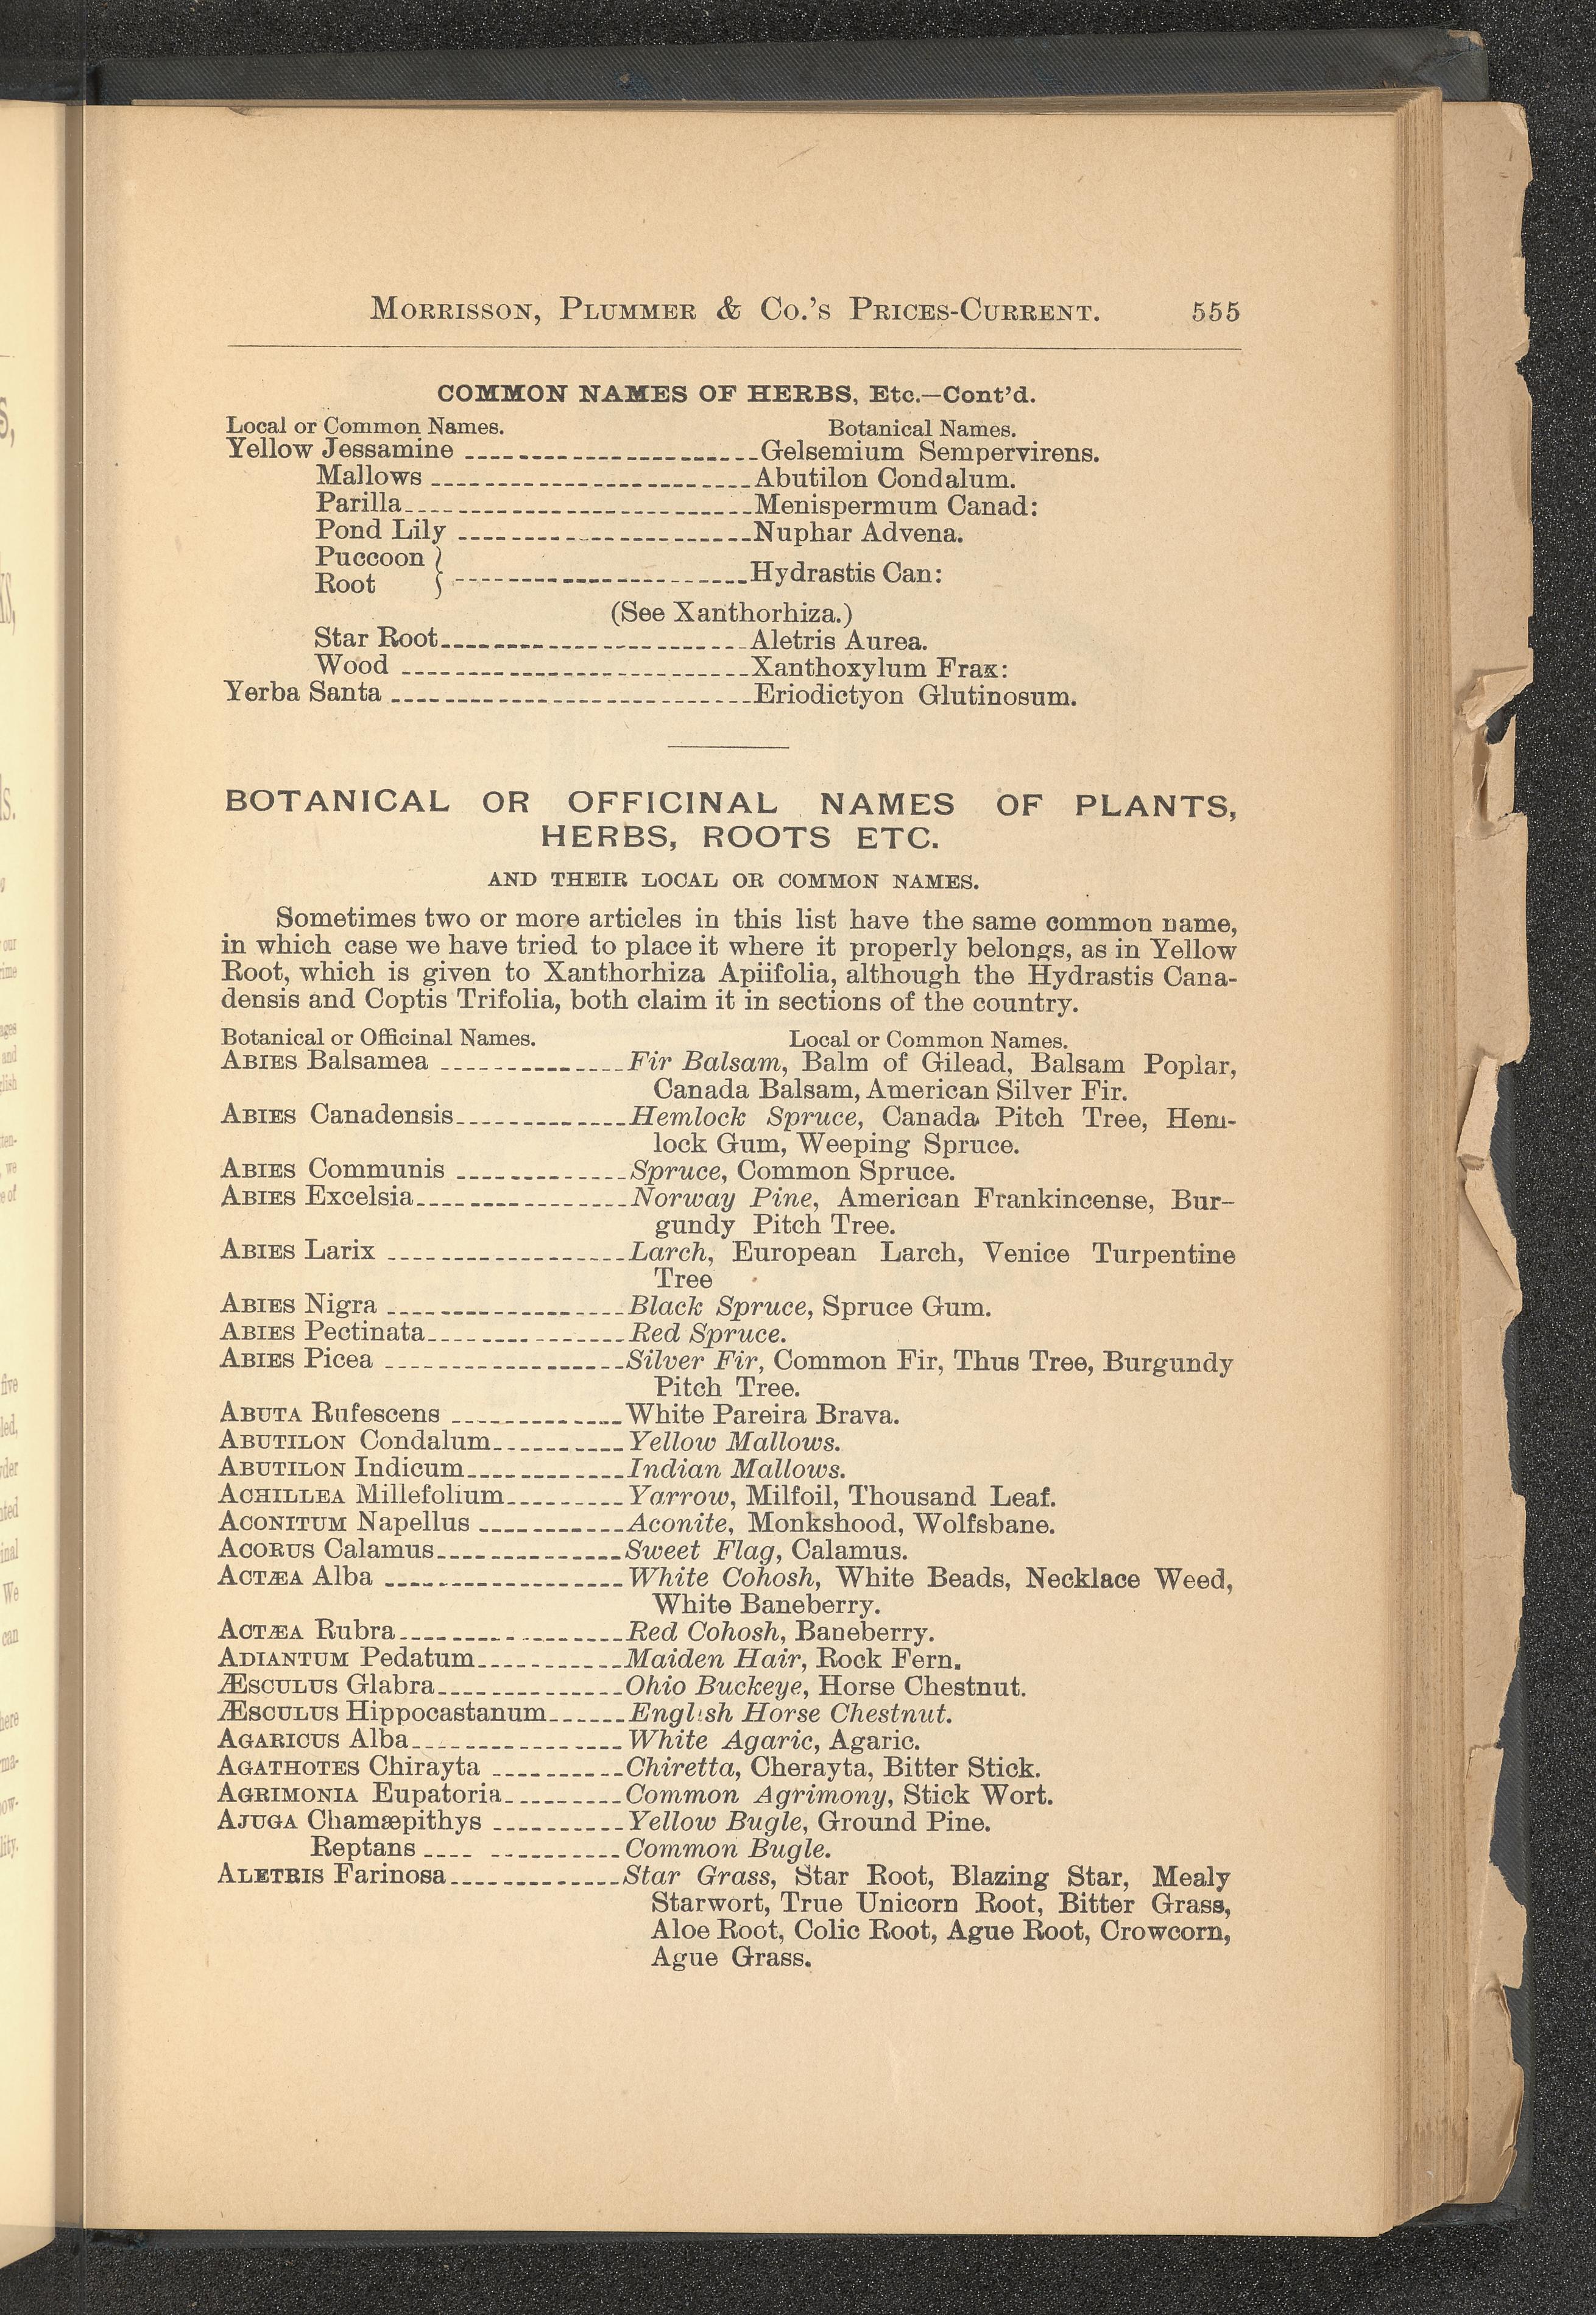 MORRISSON, PLUMMER & CO.'S PRICES-CURRENT. 555
COMMON NAMES OF HERBS, Etc.—Cont'd.
Local or Common Names. Botanical Names.
Yellow Jessamine Gelsemium Sempervirens.
Mallows Abutilon Condalum.
Parilla Menispermum Canad:
Pond Lily Nuphar Advena.
Puccoon }
Root } Hydrastis Can:
(See Xanthorhiza.)
Star Root Aletris Aurea.
Wood Xanthoxylum Frax:
Yerba Santa Eriodictyon Glutinosum.
BOTANICAL OR OFFICINAL NAMES OF PLANTS,
HERBS, ROOTS ETC.
AND THEIR LOCAL OR COMMON NAMES.
Sometimes two or more articles in this list have the same common name,
in which case we have tried to place it where it properly belongs, as in Yellow
Root, which is given to Xanthorhiza Apiifolia, although the Hydrastis Cana-
densis and Coptis Trifolia, both claim it in sections of the country.
Botanical or Officinal Names. Local or Common Names.
ABIES Balsamea Fir Balsam, Balm of Gilead, Balsam Poplar,
Canada Balsam, American Silver Fir.
ABIES Canadensis Hemlock Spruce, Canada Pitch Tree, Hem-
lock Gum, Weeping Spruce.
ABIES Communis Spruce, Common Spruce.
ABIES Excelsia Norway Pine, American Frankincense, Bur-
gundy Pitch Tree.
ABIES Larix Larch, European Larch, Venice Turpentine
Tree
ABIES Nigra Black Spruce, Spruce Gum.
ABIES Pectinata Red Spruce.
ABIES Picea Silver Fir, Common Fir, Thus Tree, Burgundy
Pitch Tree.
ABUTA Rufescens White Pareira Brava.
ABUTILON Condalum Yellow Mallows.
ABUTILON Indicum Indian Mallows.
ACHILLEA Millefolium Yarrow, Milfoil, Thousand Leaf.
ACONITUM Napellus Aconite, Monkshood, Wolfsbane.
ACORUS Calamus Sweet Flag, Calamus.
ACTÆA Alba White Cohosh, White Beads, Necklace Weed,
White Baneberry.
ACTÆA Rubra Red Cohosh, Baneberry.
ADIANTUM Pedatum Maiden Hair, Rock Fern.
ÆSCULUS Glabra Ohio Buckeye, Horse Chestnut.
ÆSCULUS Hippocastanum English Horse Chestnut.
AGARICUS Alba White Agaric, Agaric.
AGATHOTES Chirayta Chiretta, Cherayta, Bitter Stick.
AGRIMONIA Eupatoria Common Agrimony, Stick Wort.
AJUGA Chamæpithys Yellow Bugle, Ground Pine.
Reptans Common Bugle.
ALETRIS Farinosa Star Grass, Star Root, Blazing Star, Mealy
Starwort, True Unicorn Root, Bitter Grass,
Aloe Root, Colic Root, Ague Root, Crowcorn,
Ague Grass.